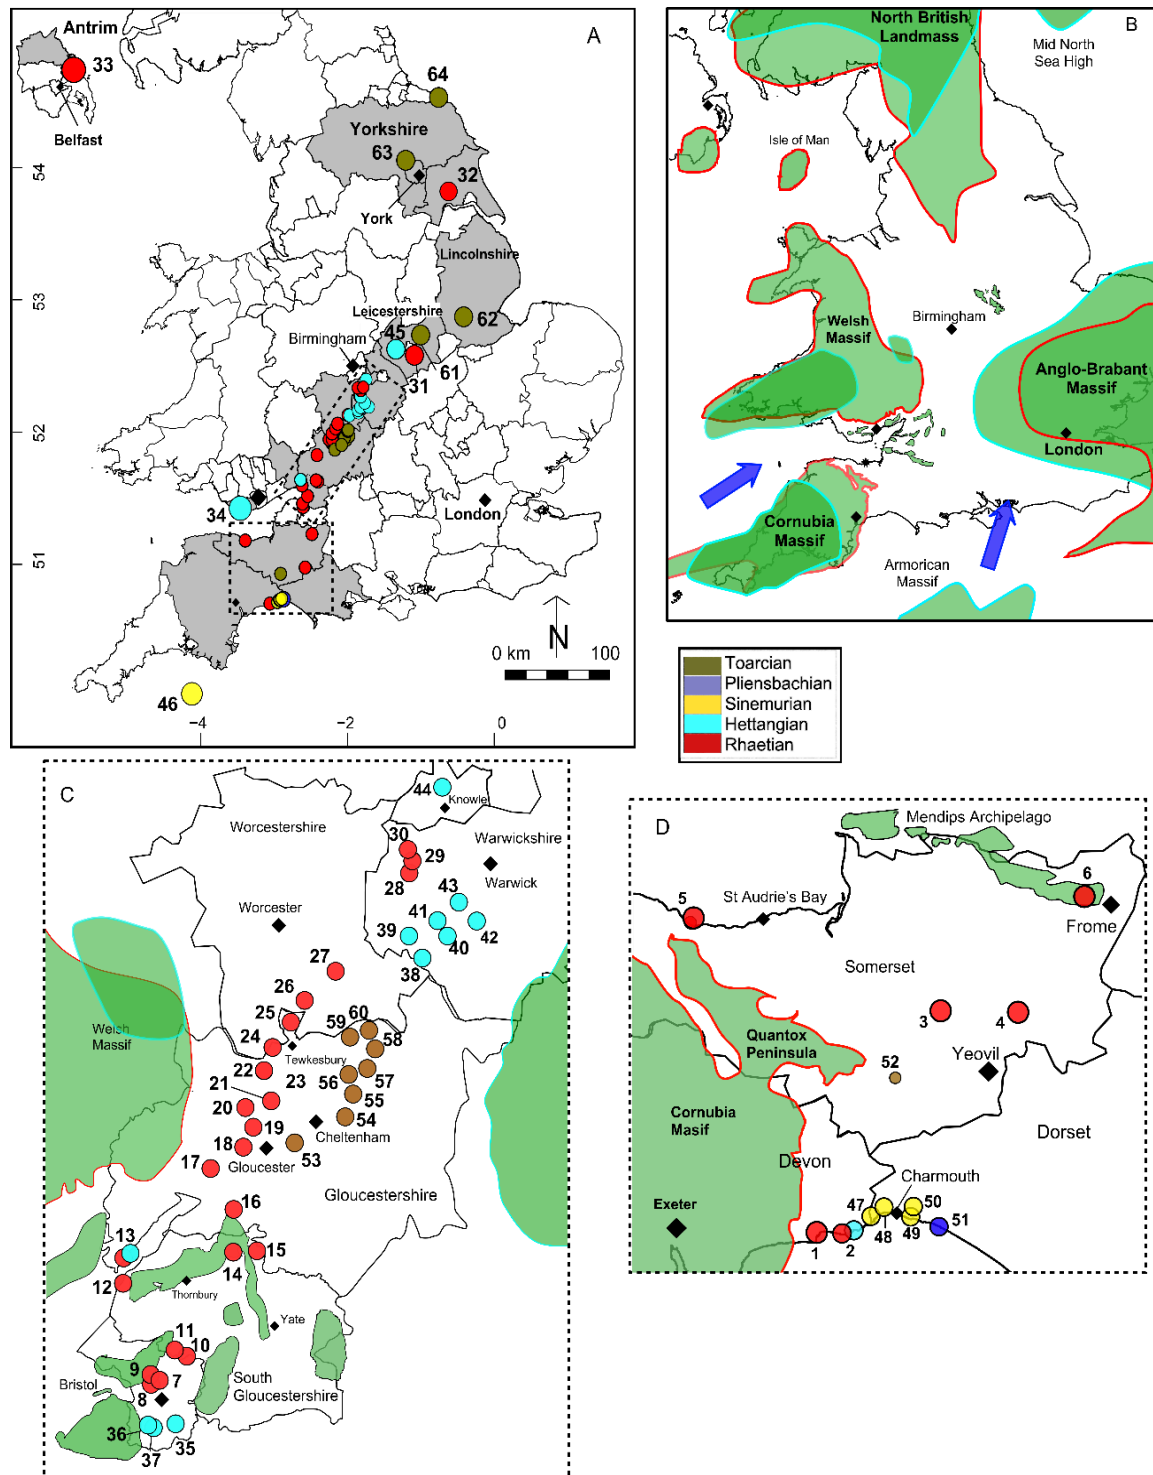 A
Antrim
33
Belfast
64
Yorkshire
63
32
York
Lincolnshire
Leicestershire
45
62
Birmingham
61
31
34
London
46
N
0 km
100
54
53
52
51
−4
−2
0
B
North British
Landmass
Mid North
Sea High
Isle of Man
Birmingham
Welsh
Massif
Anglo-Brabant
Massif
London
Cornubia
Massif
Armorican
Massif
Toarcian
Pliensbachian
Sinemurian
Hettangian
Rhaetian
C
44
Knowle
Worcestershire
Warwickshire
30
29
28
Warwick
43
41
42
39
40
38
Worcester
27
26
25
24
Tewkesbury
59
60
58
Welsh
Massif
22
23
21
56
57
20
55
19
54
18
Cheltenham
53
17
Gloucester
Gloucestershire
16
13
15
14
12
Thornbury
Yate
11
10
9
7
8
Bristol
South
Gloucestershire
36
37
35
D
Mendips Archipelago
5
St Audrie's Bay
6
Frome
Somerset
3
4
Quantox
Peninsula
52
Yeovil
Cornubia
Masif
Dorset
Devon
Charmouth
Exeter
47
50
51
1
2
48
49